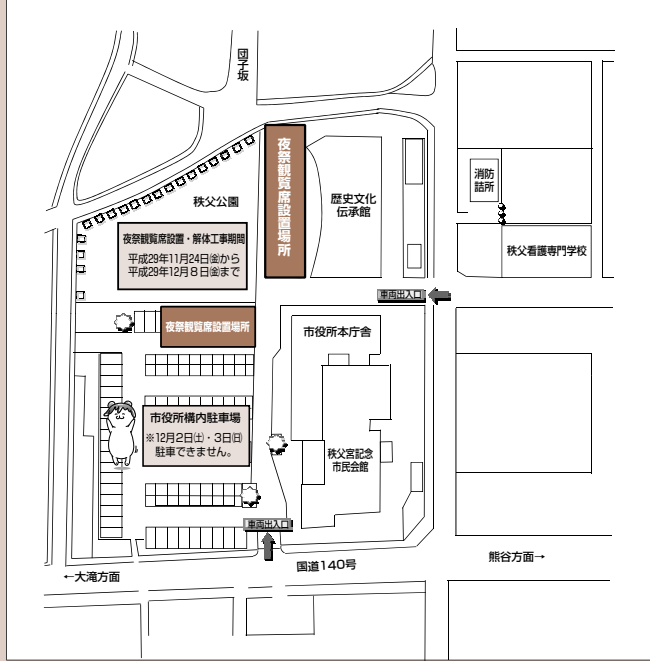 団子坂
夜祭観覧席設置場所
消防
詰所
秩父公園
歴史文化
伝承館
夜祭観覧席設置・解体工事期間
平成29年11月24日㈮から
平成29年12月8日㈮まで
秩父看護専門学校
車両出入口
夜祭観覧席設置場所
市役所本庁舎
市役所構内駐車場
※12月2日㈯・3日㈰
駐車できません。
秩父宮記念
市民会館
車両出入口
国道140号
熊谷方面→
←大滝方面